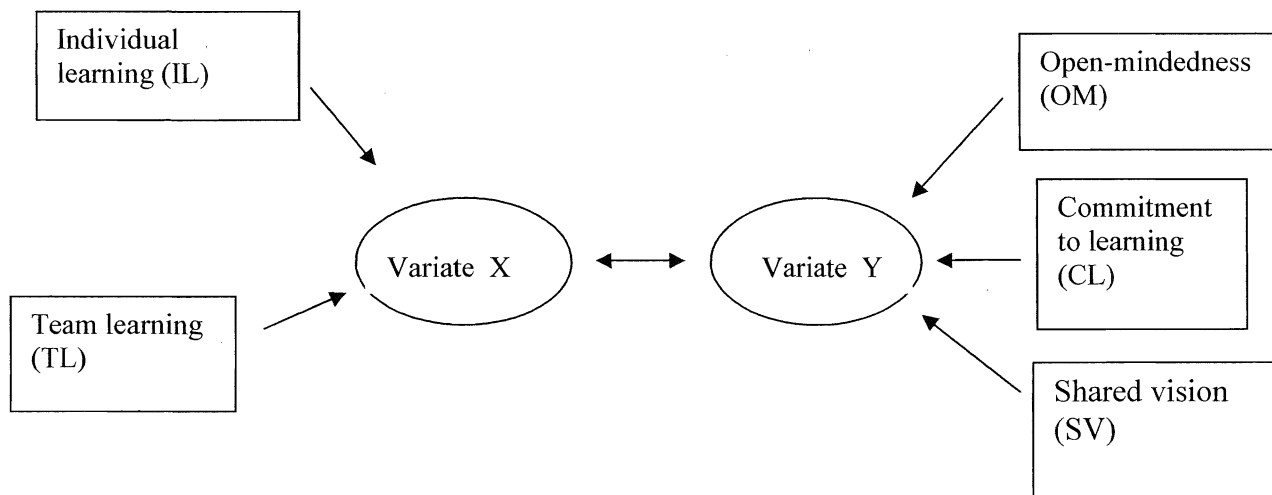 Individual
learning (IL)
Team learning
(TL)
Variate X
Variate Y
Open-mindedness
(OM)
Commitment
to learning
(CL)
Shared vision
(SV)